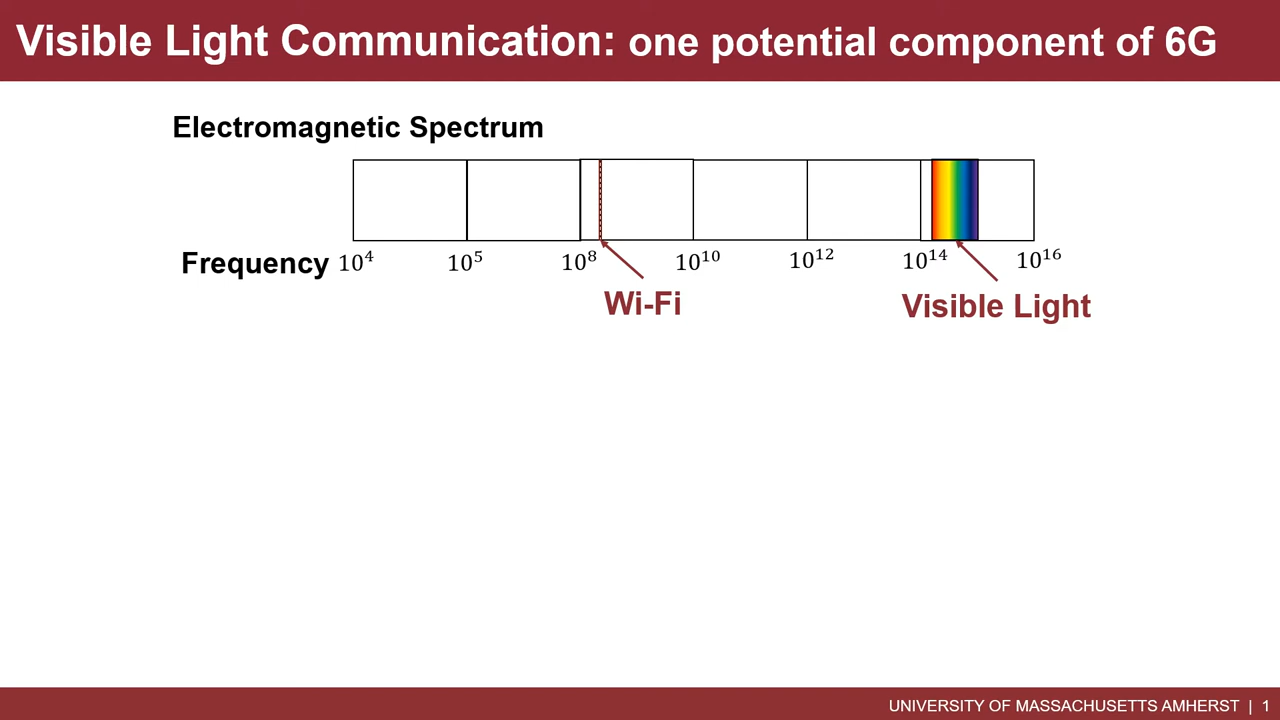 Visible Light Communication: one potential component of 6G
Electromagnetic Spectrum
Frequency 10⁴ 10⁵ 10⁸ 10¹⁰ 10¹² 10¹⁴ 10¹⁶
Wi-Fi
Visible Light
UNIVERSITY OF MASSACHUSETTS AMHERST | 1